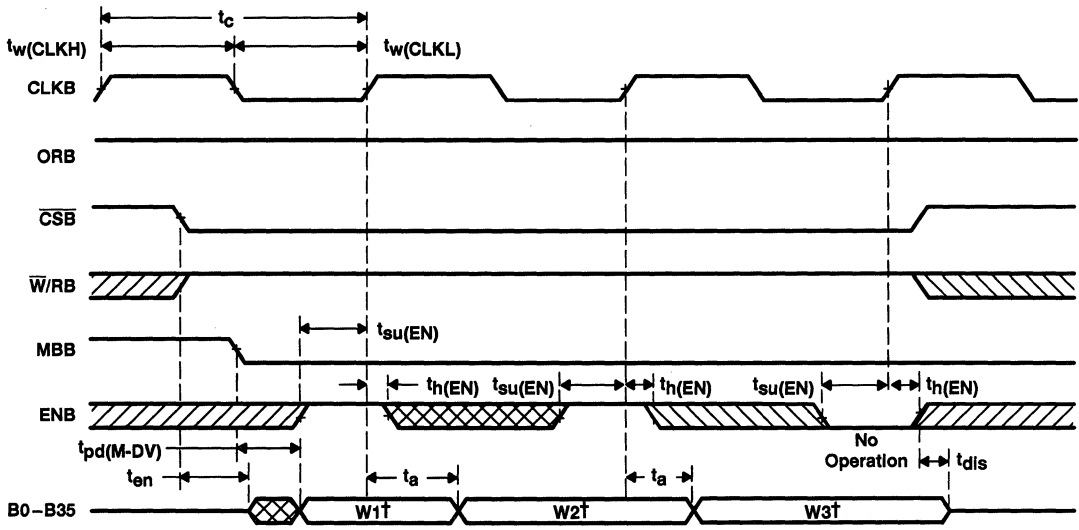 tc
tw(CLKH)
tw(CLKL)
CLKB
ORB
CSB
W/RB
tsu(EN)
MBB
th(EN)
tsu(EN)
th(EN)
tsu(EN)
th(EN)
ENB
No
Operation
tpd(M-DV)
ten
ta
ta
tdis
B0–B35
W1†
W2†
W3†